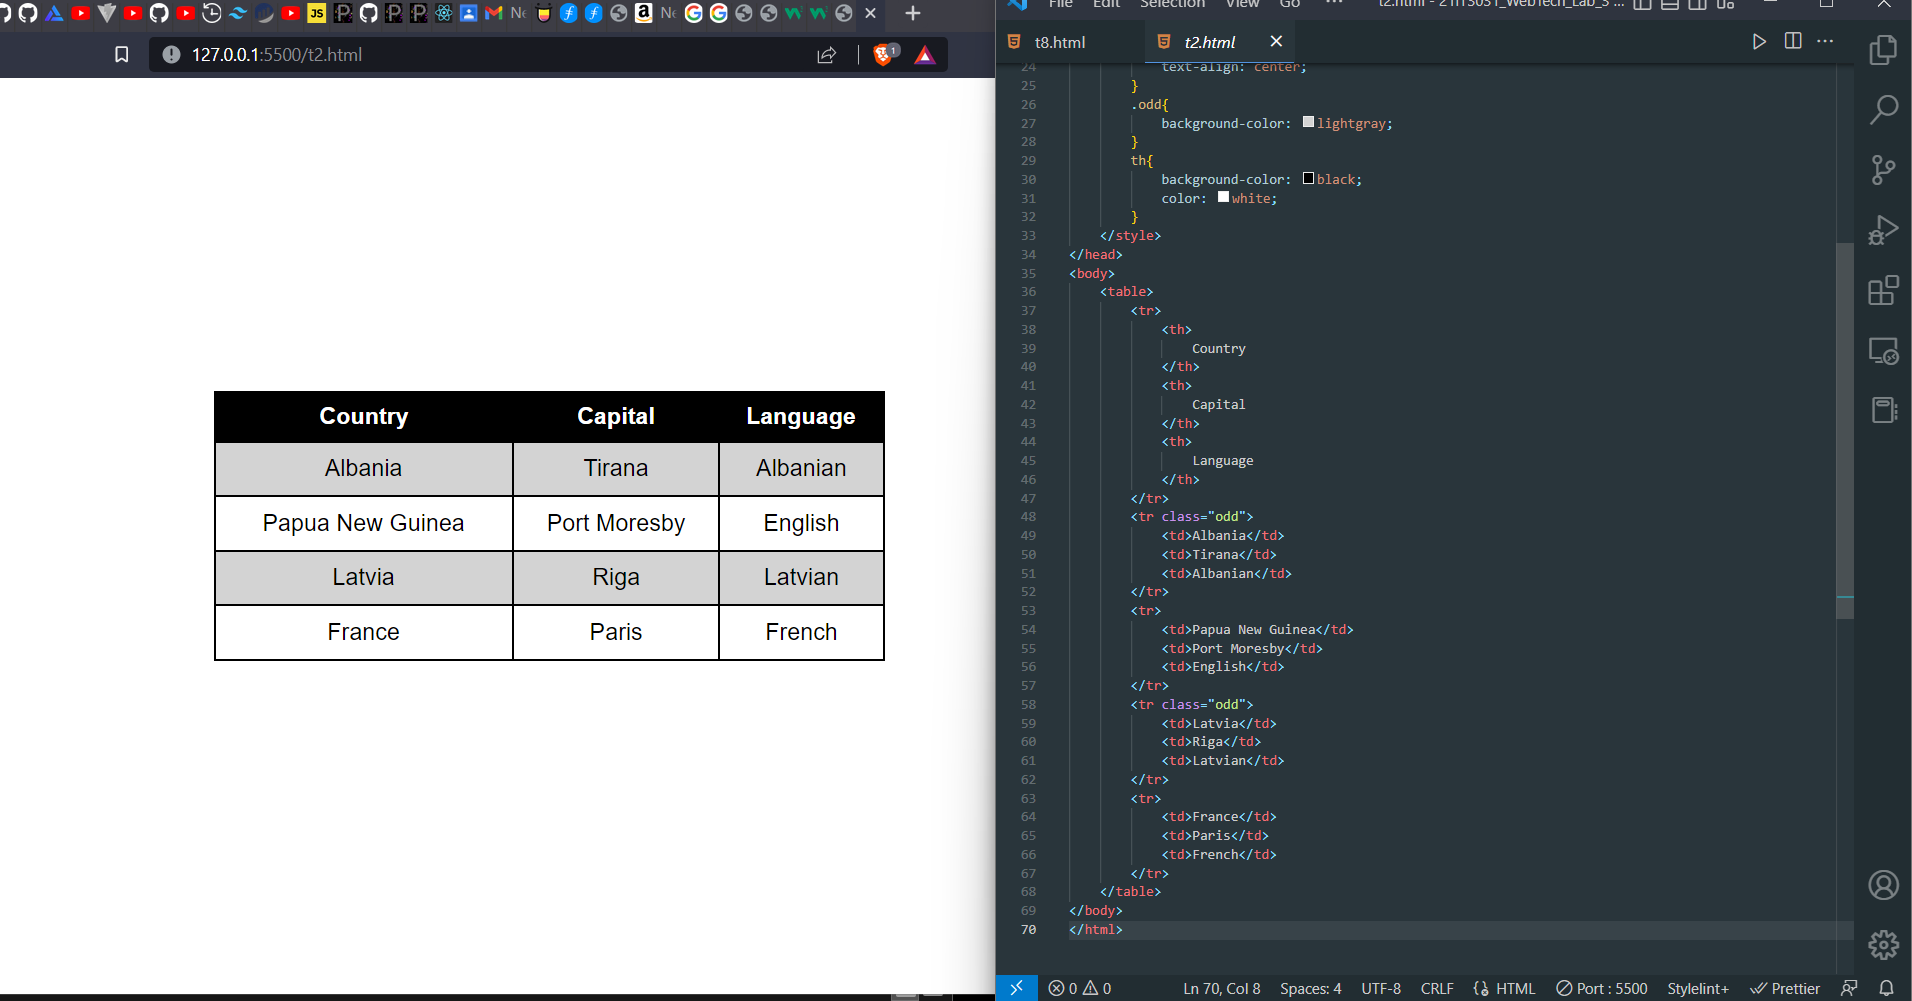 127.0.0.1:5500/t2.html
1
Country Capital Language
Albania Tirana Albanian
Papua New Guinea Port Moresby English
Latvia Riga Latvian
France Paris French
File Edit Selection View Go ··· t2.html - 21IT3031_WebTech_Lab_S ...
t8.html t2.html
24 text-align: center;
25 }
26 .odd{
27 background-color: lightgray;
28 }
29 th{
30 background-color: black;
31 color: white;
32 }
33 </style>
34 </head>
35 <body>
36 <table>
37 <tr>
38 <th>
39 Country
40 </th>
41 <th>
42 Capital
43 </th>
44 <th>
45 Language
46 </th>
47 </tr>
48 <tr class="odd">
49 <td>Albania</td>
50 <td>Tirana</td>
51 <td>Albanian</td>
52 </tr>
53 <tr>
54 <td>Papua New Guinea</td>
55 <td>Port Moresby</td>
56 <td>English</td>
57 </tr>
58 <tr class="odd">
59 <td>Latvia</td>
60 <td>Riga</td>
61 <td>Latvian</td>
62 </tr>
63 <tr>
64 <td>France</td>
65 <td>Paris</td>
66 <td>French</td>
67 </tr>
68 </table>
69 </body>
70 </html>
0 0 Ln 70, Col 8 Spaces: 4 UTF-8 CRLF HTML Port : 5500 Stylelint+ Prettier